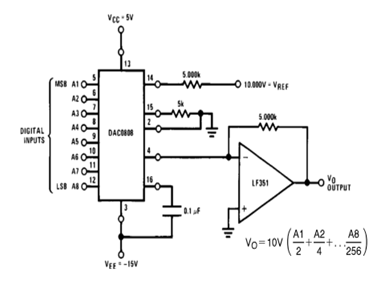 VCC = 5V
13
MSB A1 5
A2 6
A3 7
A4 8
A5 9
A6 10
A7 11
LSB A8 12
DIGITAL
INPUTS
DAC0808
14
5.000k
10.000V = VREF
15
5k
2
4
16
0.1 µF
3
VEE = -15V
5.000k
−
+
LF351
VO
OUTPUT
VO = 10V (A1/2 + A2/4 + ... A8/256)